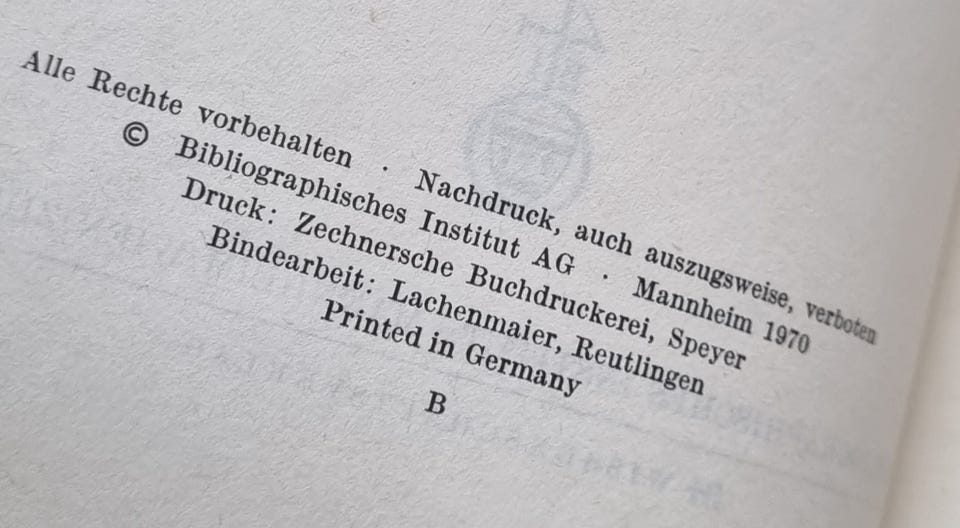 Alle Rechte vorbehalten · Nachdruck, auch auszugsweise, verboten
© Bibliographisches Institut AG · Mannheim 1970
Druck: Zechnersche Buchdruckerei, Speyer
Bindearbeit: Lachenmaier, Reutlingen
Printed in Germany
B